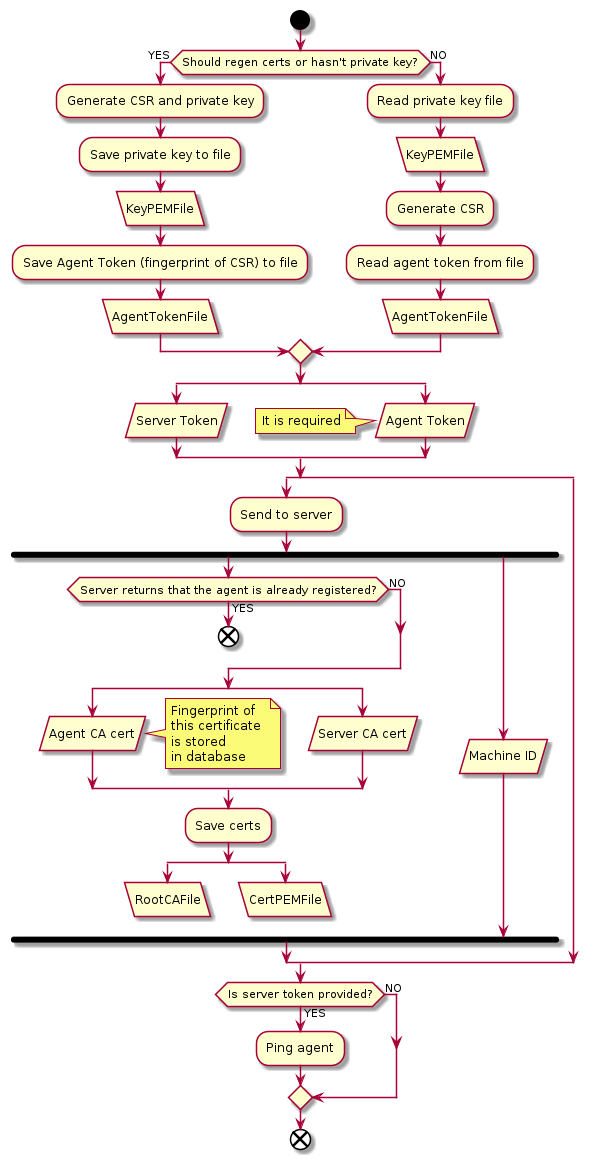 YES
Should regen certs or hasn't private key?
NO
Generate CSR and private key
Read private key file
Save private key to file
KeyPEMFile
KeyPEMFile
Generate CSR
Save Agent Token (fingerprint of CSR) to file
Read agent token from file
AgentTokenFile
AgentTokenFile
Server Token
It is required
Agent Token
Send to server
Server returns that the agent is already registered?
NO
YES
Agent CA cert
Fingerprint of
this certificate
is stored
in database
Server CA cert
Machine ID
Save certs
RootCAFile
CertPEMFile
Is server token provided?
NO
YES
Ping agent